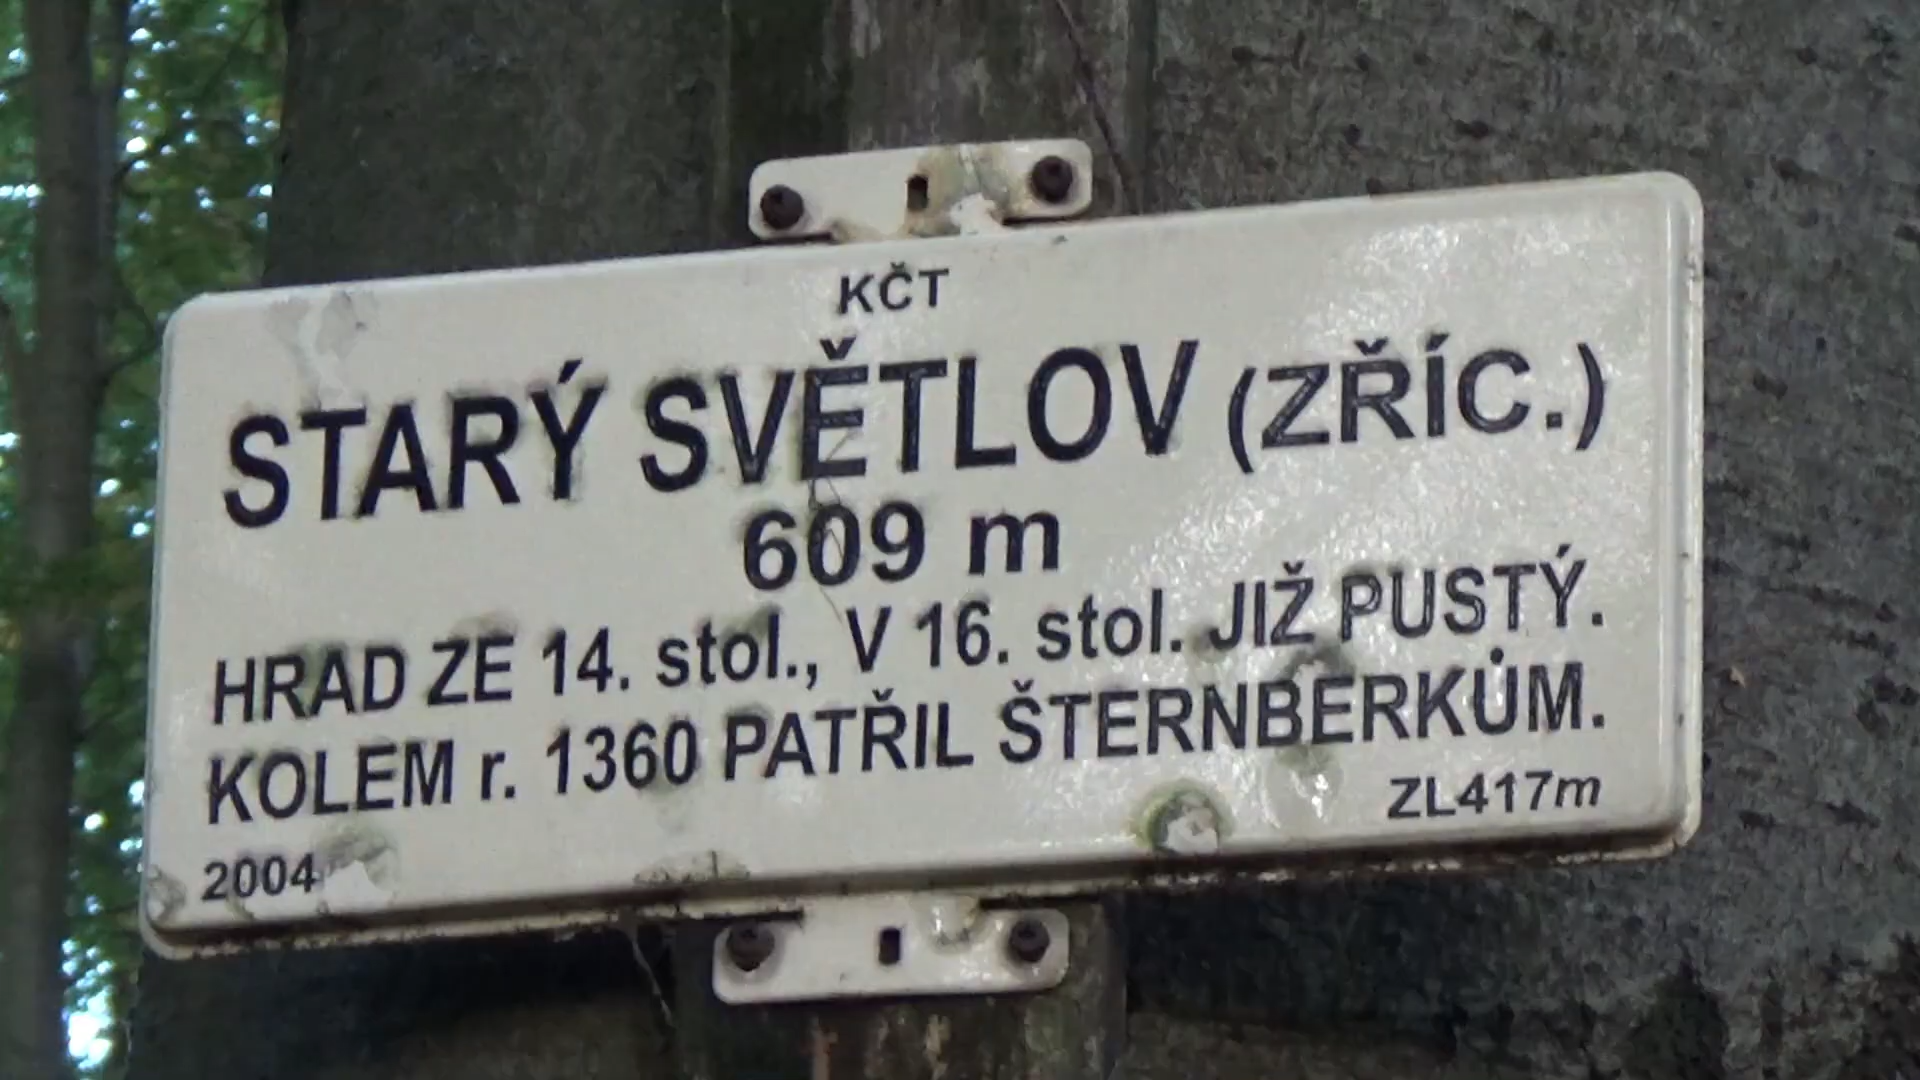 KČT
STARÝ SVĚTLOV (ZŘÍC.)
609 m
HRAD ZE 14. stol., V 16. stol. JIŽ PUSTÝ.
KOLEM r. 1360 PATŘIL ŠTERNBERKŮM.
ZL417m
2004